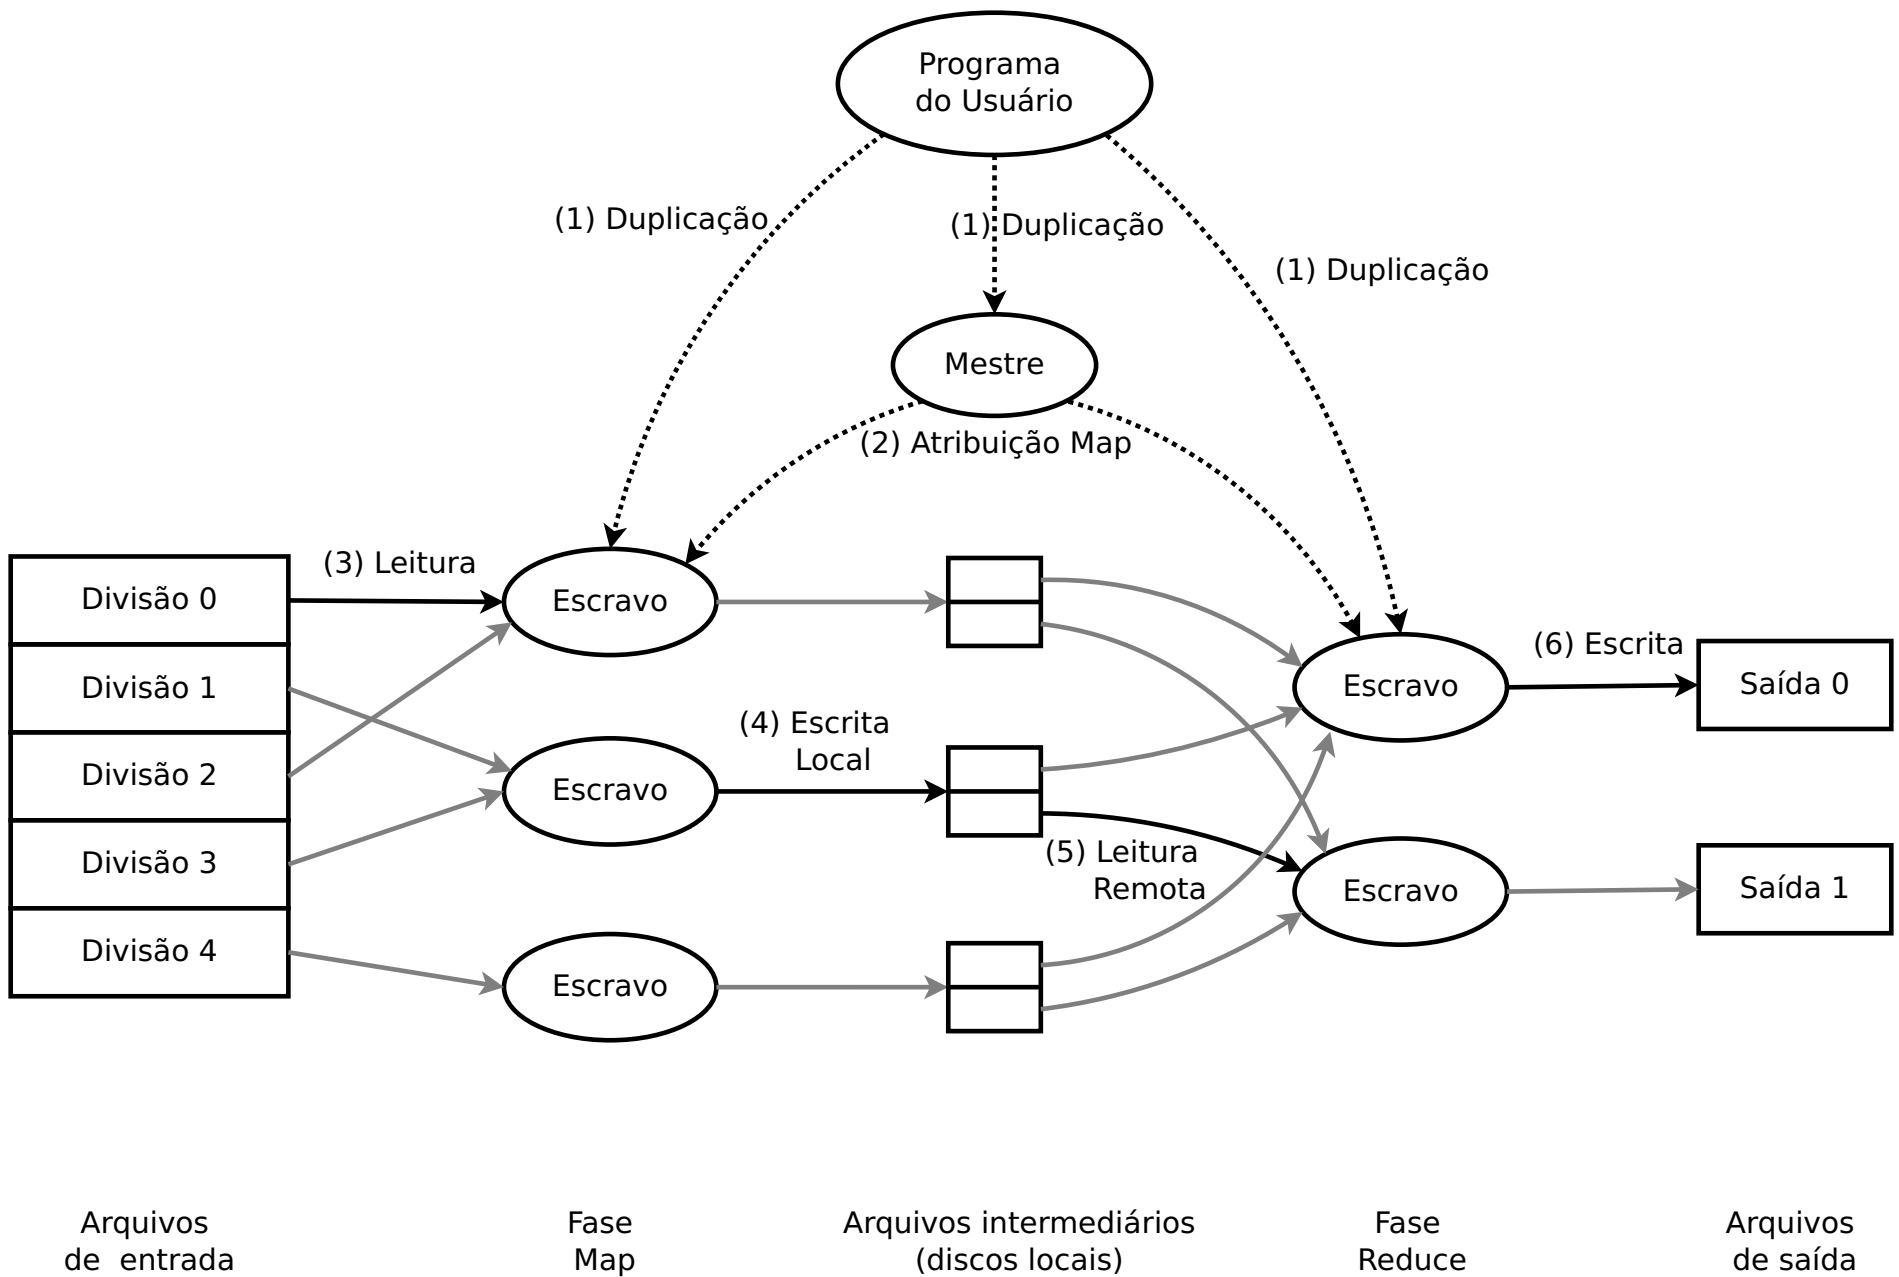 Programa
do Usuário
(1) Duplicação
(1) Duplicação
(1) Duplicação
Mestre
(2) Atribuição Map
Divisão 0
Divisão 1
Divisão 2
Divisão 3
Divisão 4
(3) Leitura
Escravo
Escravo
Escravo
(4) Escrita
Local
(5) Leitura
Remota
Escravo
Escravo
(6) Escrita
Saída 0
Saída 1
Arquivos
de entrada
Fase
Map
Arquivos intermediários
(discos locais)
Fase
Reduce
Arquivos
de saída